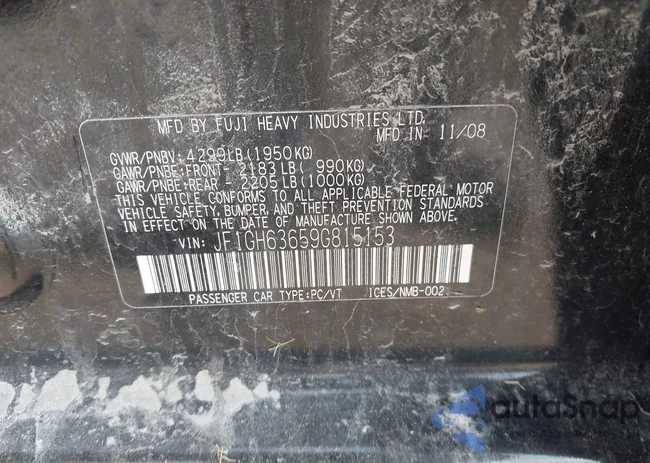 MFD BY FUJI HEAVY INDUSTRIES LTD.
MFD IN 11/08
GVWR/PNBV: 4299LB(1950KG)
GAWR/PNBE:FRONT- 2183 LB( 990KG)
GAWR/PNBE:REAR - 2205 LB(1000KG)
THIS VEHICLE CONFORMS TO ALL APPLICABLE FEDERAL MOTOR
VEHICLE SAFETY, BUMPER, AND THEFT PREVENTION STANDARDS
IN EFFECT ON THE DATE OF MANUFACTURE SHOWN ABOVE.
VIN: JF1GH63659G815153
PASSENGER CAR TYPE:PC/VT ICES/NMB-002
autoSnap